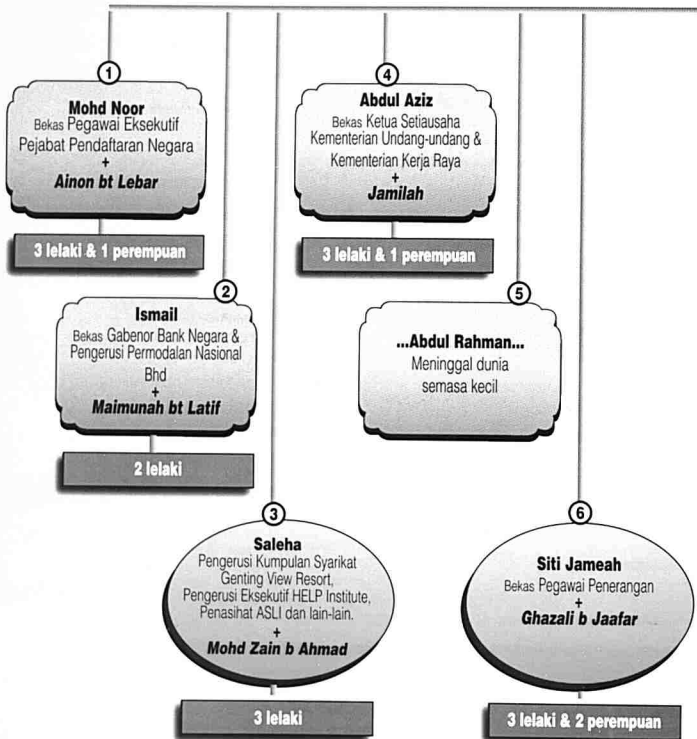 1
Mohd Noor
Bekas Pegawai Eksekutif
Pejabat Pendaftaran Negara
+
Ainon bt Lebar
3 lelaki & 1 perempuan
2
Ismail
Bekas Gabenor Bank Negara &
Pengerusi Permodalan Nasional
Bhd
+
Maimunah bt Latif
2 lelaki
3
Saleha
Pengerusi Kumpulan Syarikat
Genting View Resort,
Pengerusi Eksekutif HELP Institute,
Penasihat ASLI dan lain-lain.
+
Mohd Zain b Ahmad
3 lelaki
4
Abdul Aziz
Bekas Ketua Setiausaha
Kementerian Undang-undang &
Kementerian Kerja Raya
+
Jamilah
3 lelaki & 1 perempuan
5
...Abdul Rahman...
Meninggal dunia
semasa kecil
6
Siti Jameah
Bekas Pegawai Penerangan
+
Ghazali b Jaafar
3 lelaki & 2 perempuan